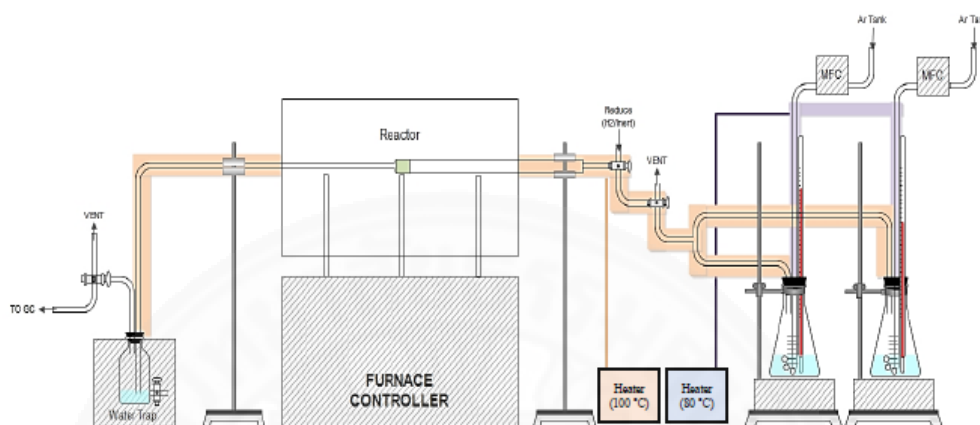 Ar Tank
Ar Ta
MFC
MFC
Reduce
(H2/Inert)
VENT
Reactor
VENT
TO GC
Water Trap
FURNACE
CONTROLLER
Heater
(100 °C)
Heater
(80 °C)